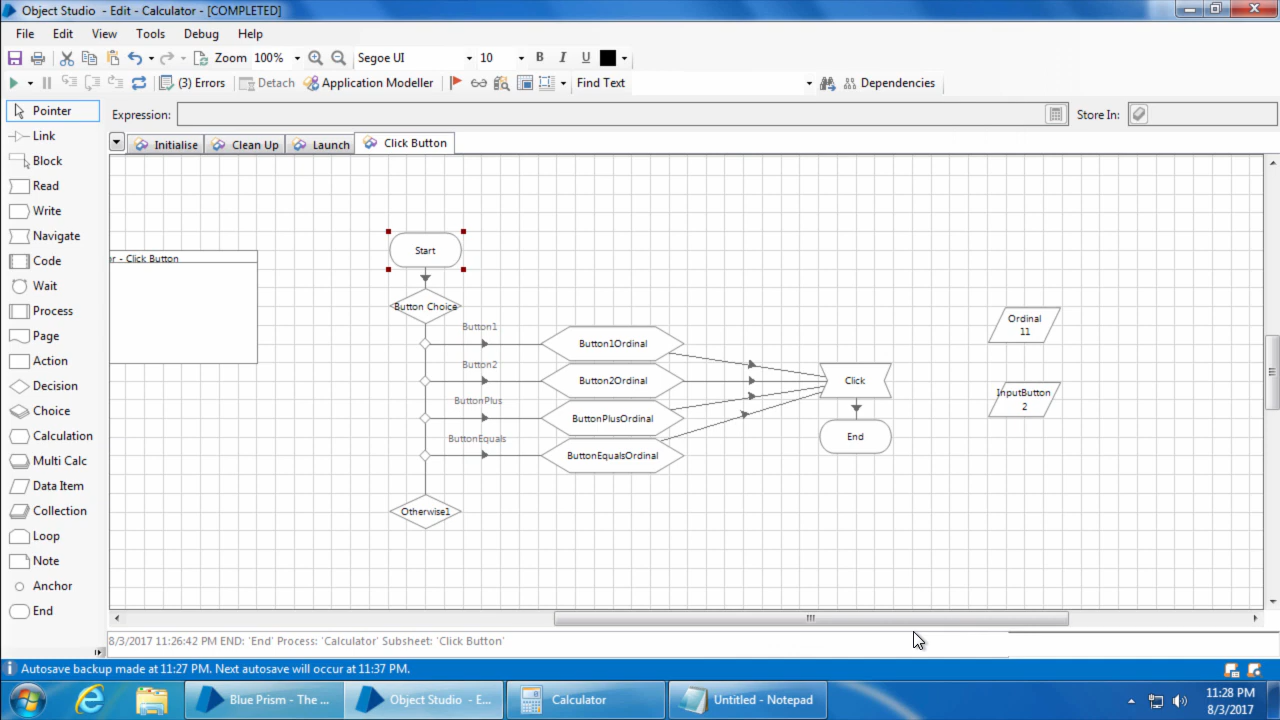 Object Studio - Edit - Calculator - [COMPLETED]
File Edit View Tools Debug Help
Zoom 100% Segoe UI 10 B I U
(3) Errors Detach Application Modeller Find Text Dependencies
Pointer
Link
Block
Read
Write
Navigate
Code
Wait
Process
Page
Action
Decision
Choice
Calculation
Multi Calc
Data Item
Collection
Loop
Note
Anchor
End
Expression: Store In:
Initialise Clean Up Launch Click Button
- Click Button
Start
Button Choice
Button1
Button1Ordinal
Button2
Button2Ordinal
ButtonPlus
ButtonPlusOrdinal
ButtonEquals
ButtonEqualsOrdinal
Otherwise1
Click
End
Ordinal
11
InputButton
2
8/3/2017 11:26:42 PM END: 'End' Process: 'Calculator' Subsheet: 'Click Button'
Autosave backup made at 11:27 PM. Next autosave will occur at 11:37 PM.
Blue Prism - The ... Object Studio - E... Calculator Untitled - Notepad
11:28 PM
8/3/2017